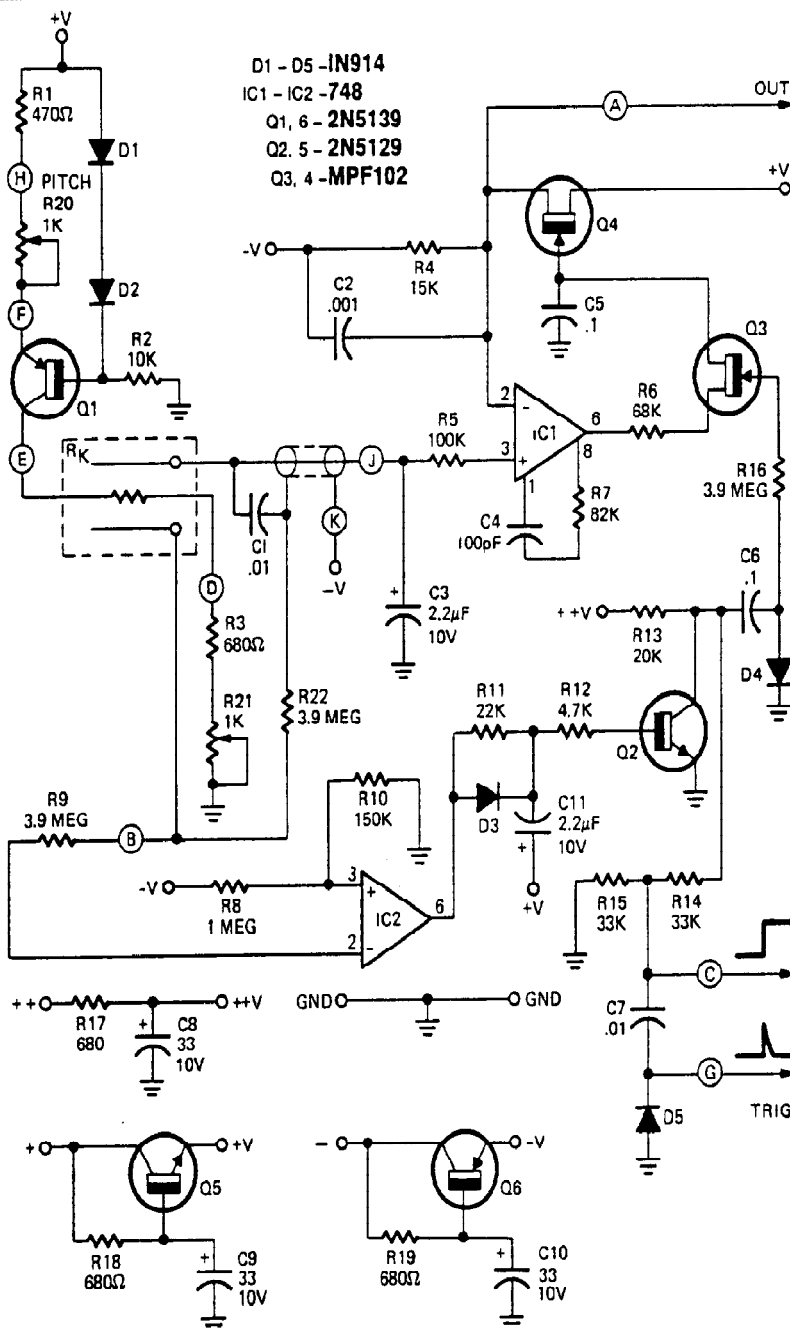 +V
D1 - D5 - IN914
IC1 - IC2 - 748
Q1, 6 - 2N5139
Q2, 5 - 2N5129
Q3, 4 - MPF102
R1
470Ω
D1
H
PITCH
R20
1K
A
OUT
+V
Q4
-V
R4
15K
C2
.001
C5
.1
Q3
D2
F
R2
10K
Q1
E
RK
J
R5
100K
2
-
IC1
3
+
6
8
1
R6
68K
R7
82K
C4
100pF
R16
3.9 MEG
C1
.01
K
-V
D
R3
680Ω
+
C3
2.2µF
10V
++V
R13
20K
C6
.1
D4
R21
1K
R22
3.9 MEG
R11
22K
R12
4.7K
Q2
R9
3.9 MEG
B
R10
150K
D3
C11
2.2µF
10V
+
+V
-V
R8
1 MEG
3
+
IC2
2
-
6
R15
33K
R14
33K
C
++
R17
680
++V
+
C8
33
10V
GND
GND
C7
.01
G
TRIG
D5
+
+V
Q5
R18
680Ω
+
C9
33
10V
-
-V
Q6
R19
680Ω
+
C10
33
10V